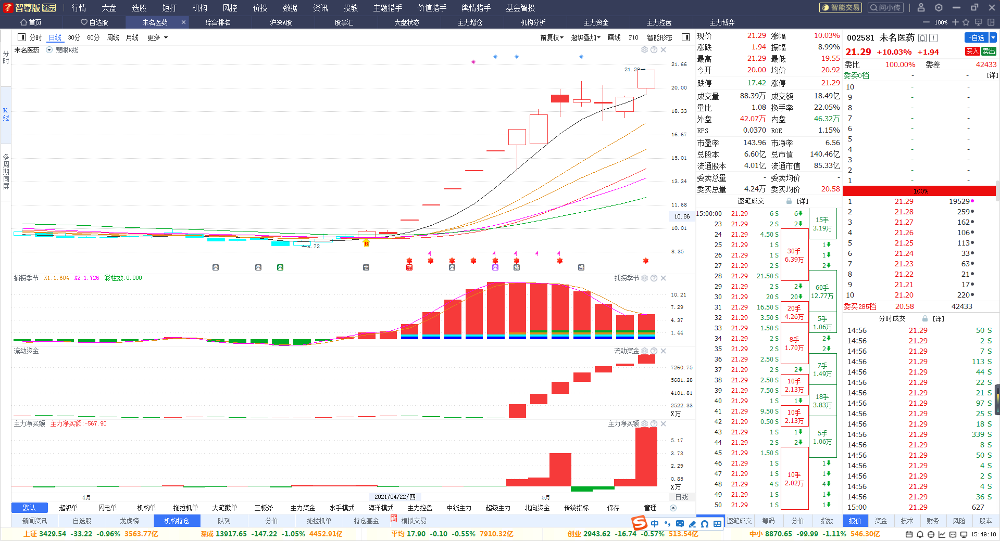 智尊版 演示 行情 大盘 选股 短打 机构 风控 价投 数据 资讯 投教 主题猎手 价值猎手 舆情猎手 基金智投 智能交易 问小传
首页 自选股 未名医药 综合排名 沪深A股 股事汇 大盘状态 主力增仓 机构分析 主力资金 主力控盘 主力博弈 100%
分时 日线 30分 60分 周线 月线 更多 前复权 超级叠加 画线 F10 智能形态
分时
K线
多周期同屏
未名医药 慧眼K线
21.66
21.29
20.00
18.33
16.67
15.01
13.34
11.68
10.86
10.01
8.35
8.72
B
叠 叠 叠 它 预 叠 叠 提 提
捕捞季节 X1:1.604 X2:1.726 彩柱数:0.000 捕捞季节
10.21
7.29
4.37
1.44
流动资金 流动资金
7260.75
5681.28
4101.81
2522.33
X万
主力净买额 主力净买额:-567.90 主力净买额
5.17
3.73
2.29
0.85
X万
4月 2021/04/22/四 5月 日线
默认 超级单 闪电单 机构单 拖拉机单 大笔撤单 三板斧 主力资金 水手模式 海洋模式 主力控盘 中线主力 超级主力 北向资金 传统指标 保存 管理
新闻资讯 自选股 龙虎榜 机构持仓 队列 分价 拖拉机单 持仓基金 新 模拟交易
中
现价 21.29 涨幅 10.03%
涨跌 1.94 振幅 8.99%
最高 21.29 最低 19.55
今开 20.00 均价 20.92
跌停 17.42 涨停 21.29
成交量 88.39万 成交额 18.49亿
量比 1.08 换手率 22.05%
外盘 42.07万 内盘 46.32万
EPS 0.0370 ROE 1.15%
市盈率 143.96 市净率 6.56
总股本 6.60亿 总市值 140.46亿
流通股本 4.01亿 流通市值 85.33亿
委卖总量 - 委卖均价 -
委买总量 4.24万 委买均价 20.58
逐笔成交 [详]
15:00:00 21.29 6 S 6
23 21.29 2 S 2
24 21.29 4.50 S
25 21.29 1 S 1
26 21.29 1 S 1
27 21.29 2 S 2
28 21.29 21.50 S
29 21.29 2 S 2
30 21.29 20 S 20
31 21.29 16.50 S
32 21.29 3.50 S
33 21.29 1.50 S
34 21.29 2 S 2
35 21.29 2 S 2
36 21.29 2.50 S
37 21.29 2 S 2
38 21.29 2.50 S
39 21.29 7.50 S
40 21.29 1 S 1
41 21.29 9.50 S
42 21.29 0.50 S
43 21.29 1 S 1
44 21.29 2 S 2
45 21.29 1.50 S
46 21.29 1 S 1
47 21.29 1 S 1
48 21.29 4 S 4
49 21.29 1 S 1
50 21.29 1 S 1
30手
6.39万
20手
4.26万
8手
1.70万
10手
2.13万
10手
2.13万
10手
2.02万
15手
3.19万
60手
12.77万
5手
1.06万
7手
1.49万
18手
3.83万
5手
1.06万
逐笔成交 筹码 分价 指数
002581 未名医药 +自选
21.29 +10.03% +1.94 买入 卖出
委比 100.00% 委差 42433
委卖0档 - - [详]
10 - -
9 - -
8 - -
7 - -
6 - -
5 - -
4 - -
3 - -
2 - -
1 - -
100%
1 21.29 19529
2 21.28 259
3 21.27 162
4 21.26 106
5 21.25 113
6 21.24 33
7 21.23 63
8 21.22 21
9 21.21 17
10 21.20 220
委买285档 20.58 42433
分时成交 [详]
14:56 21.29 50 S
14:56 21.29 2 S
14:56 21.29 7 S
14:56 21.29 113 S
14:56 21.29 44 S
14:56 21.29 22 S
14:56 21.29 21 S
14:56 21.29 97 S
14:56 21.29 25 S
14:56 21.29 18 S
14:56 21.29 339 S
14:56 21.29 8 S
14:56 21.29 50 S
14:56 21.29 4 S
14:56 21.29 2 S
14:56 21.29 4 S
14:56 21.29 36 S
15:00 21.29 627
报价 资金 技术 财务 风险 股本
上证 3429.54 -33.22 -0.96% 3563.77亿 深成 13917.65 -147.22 -1.05% 4452.91亿 平均 17.90 -0.10 -0.55% 7910.32亿 创业 2943.62 -16.74 -0.57% 513.54亿 中小 8870.65 -99.99 -1.11% 546.30亿 15:49:10